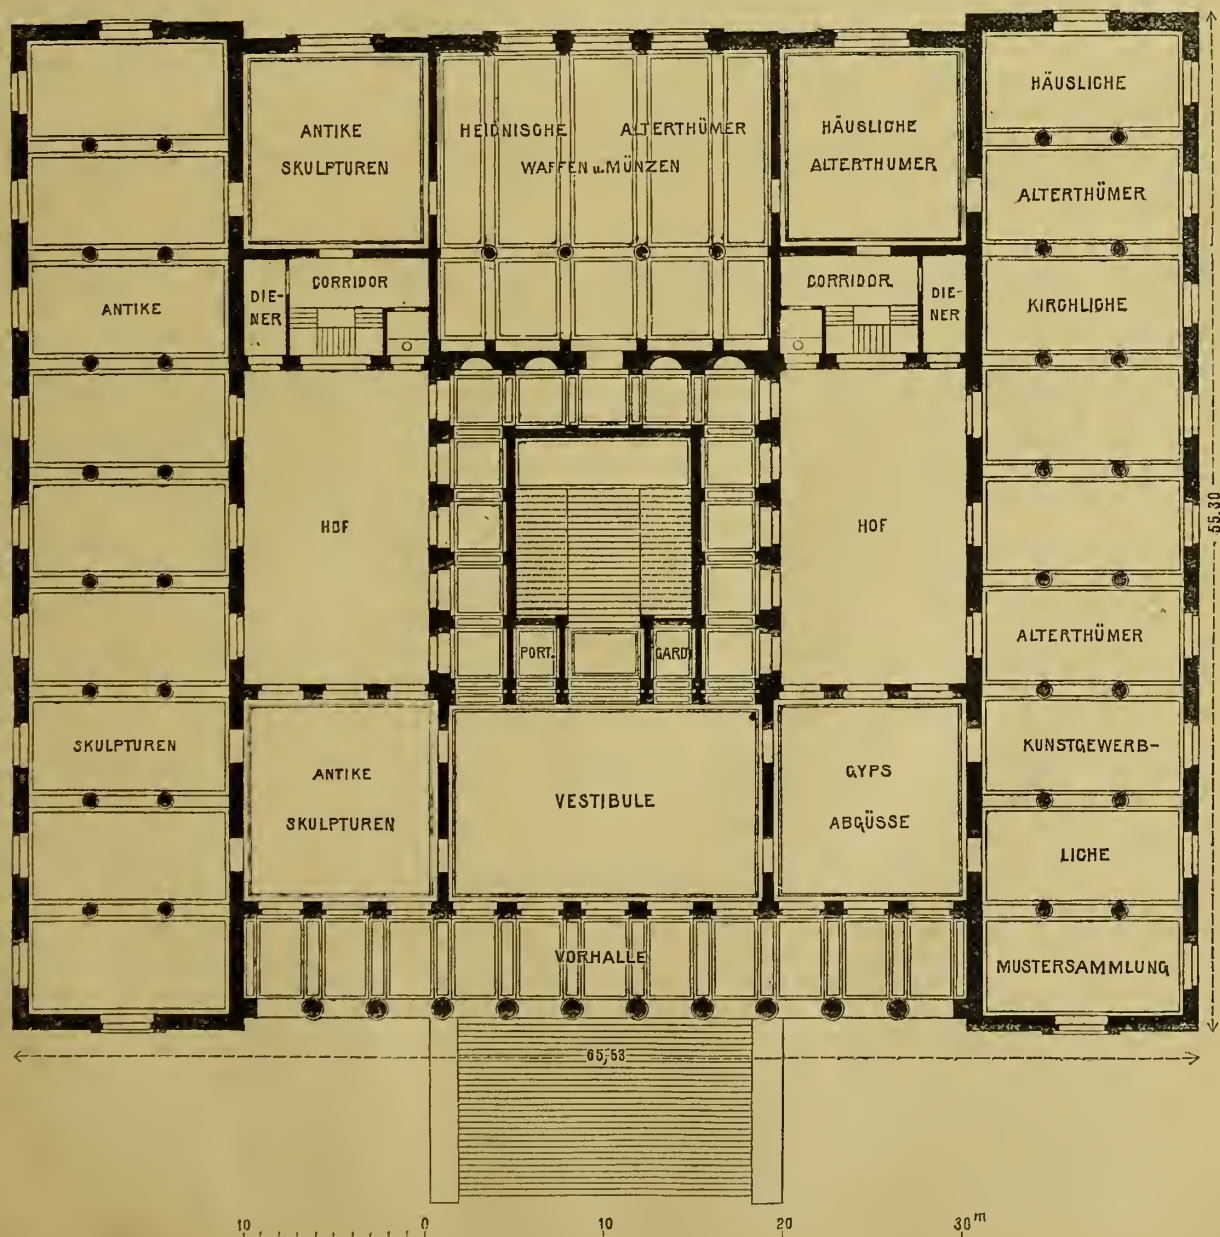 HÄUSLICHE
ANTIKE
SKULPTUREN
HEIDNISCHE ALTERTHÜMER
WAFFEN u. MÜNZEN
HÄUSLICHE
ALTERTHUMER
ALTERTHÜMER
ANTIKE
DIE-
NER
CORRIDOR
CORRIDOR
DIE-
NER
KIRCHLICHE
HOF
HOF
55.30
PORT.
GARD
ALTERTHÜMER
SKULPTUREN
ANTIKE
SKULPTUREN
VESTIBULE
GYPS
ABGÜSSE
KUNSTGEWERB-
LICHE
VORHALLE
MUSTERSAMMLUNG
65,53
10 0 10 20 30 m